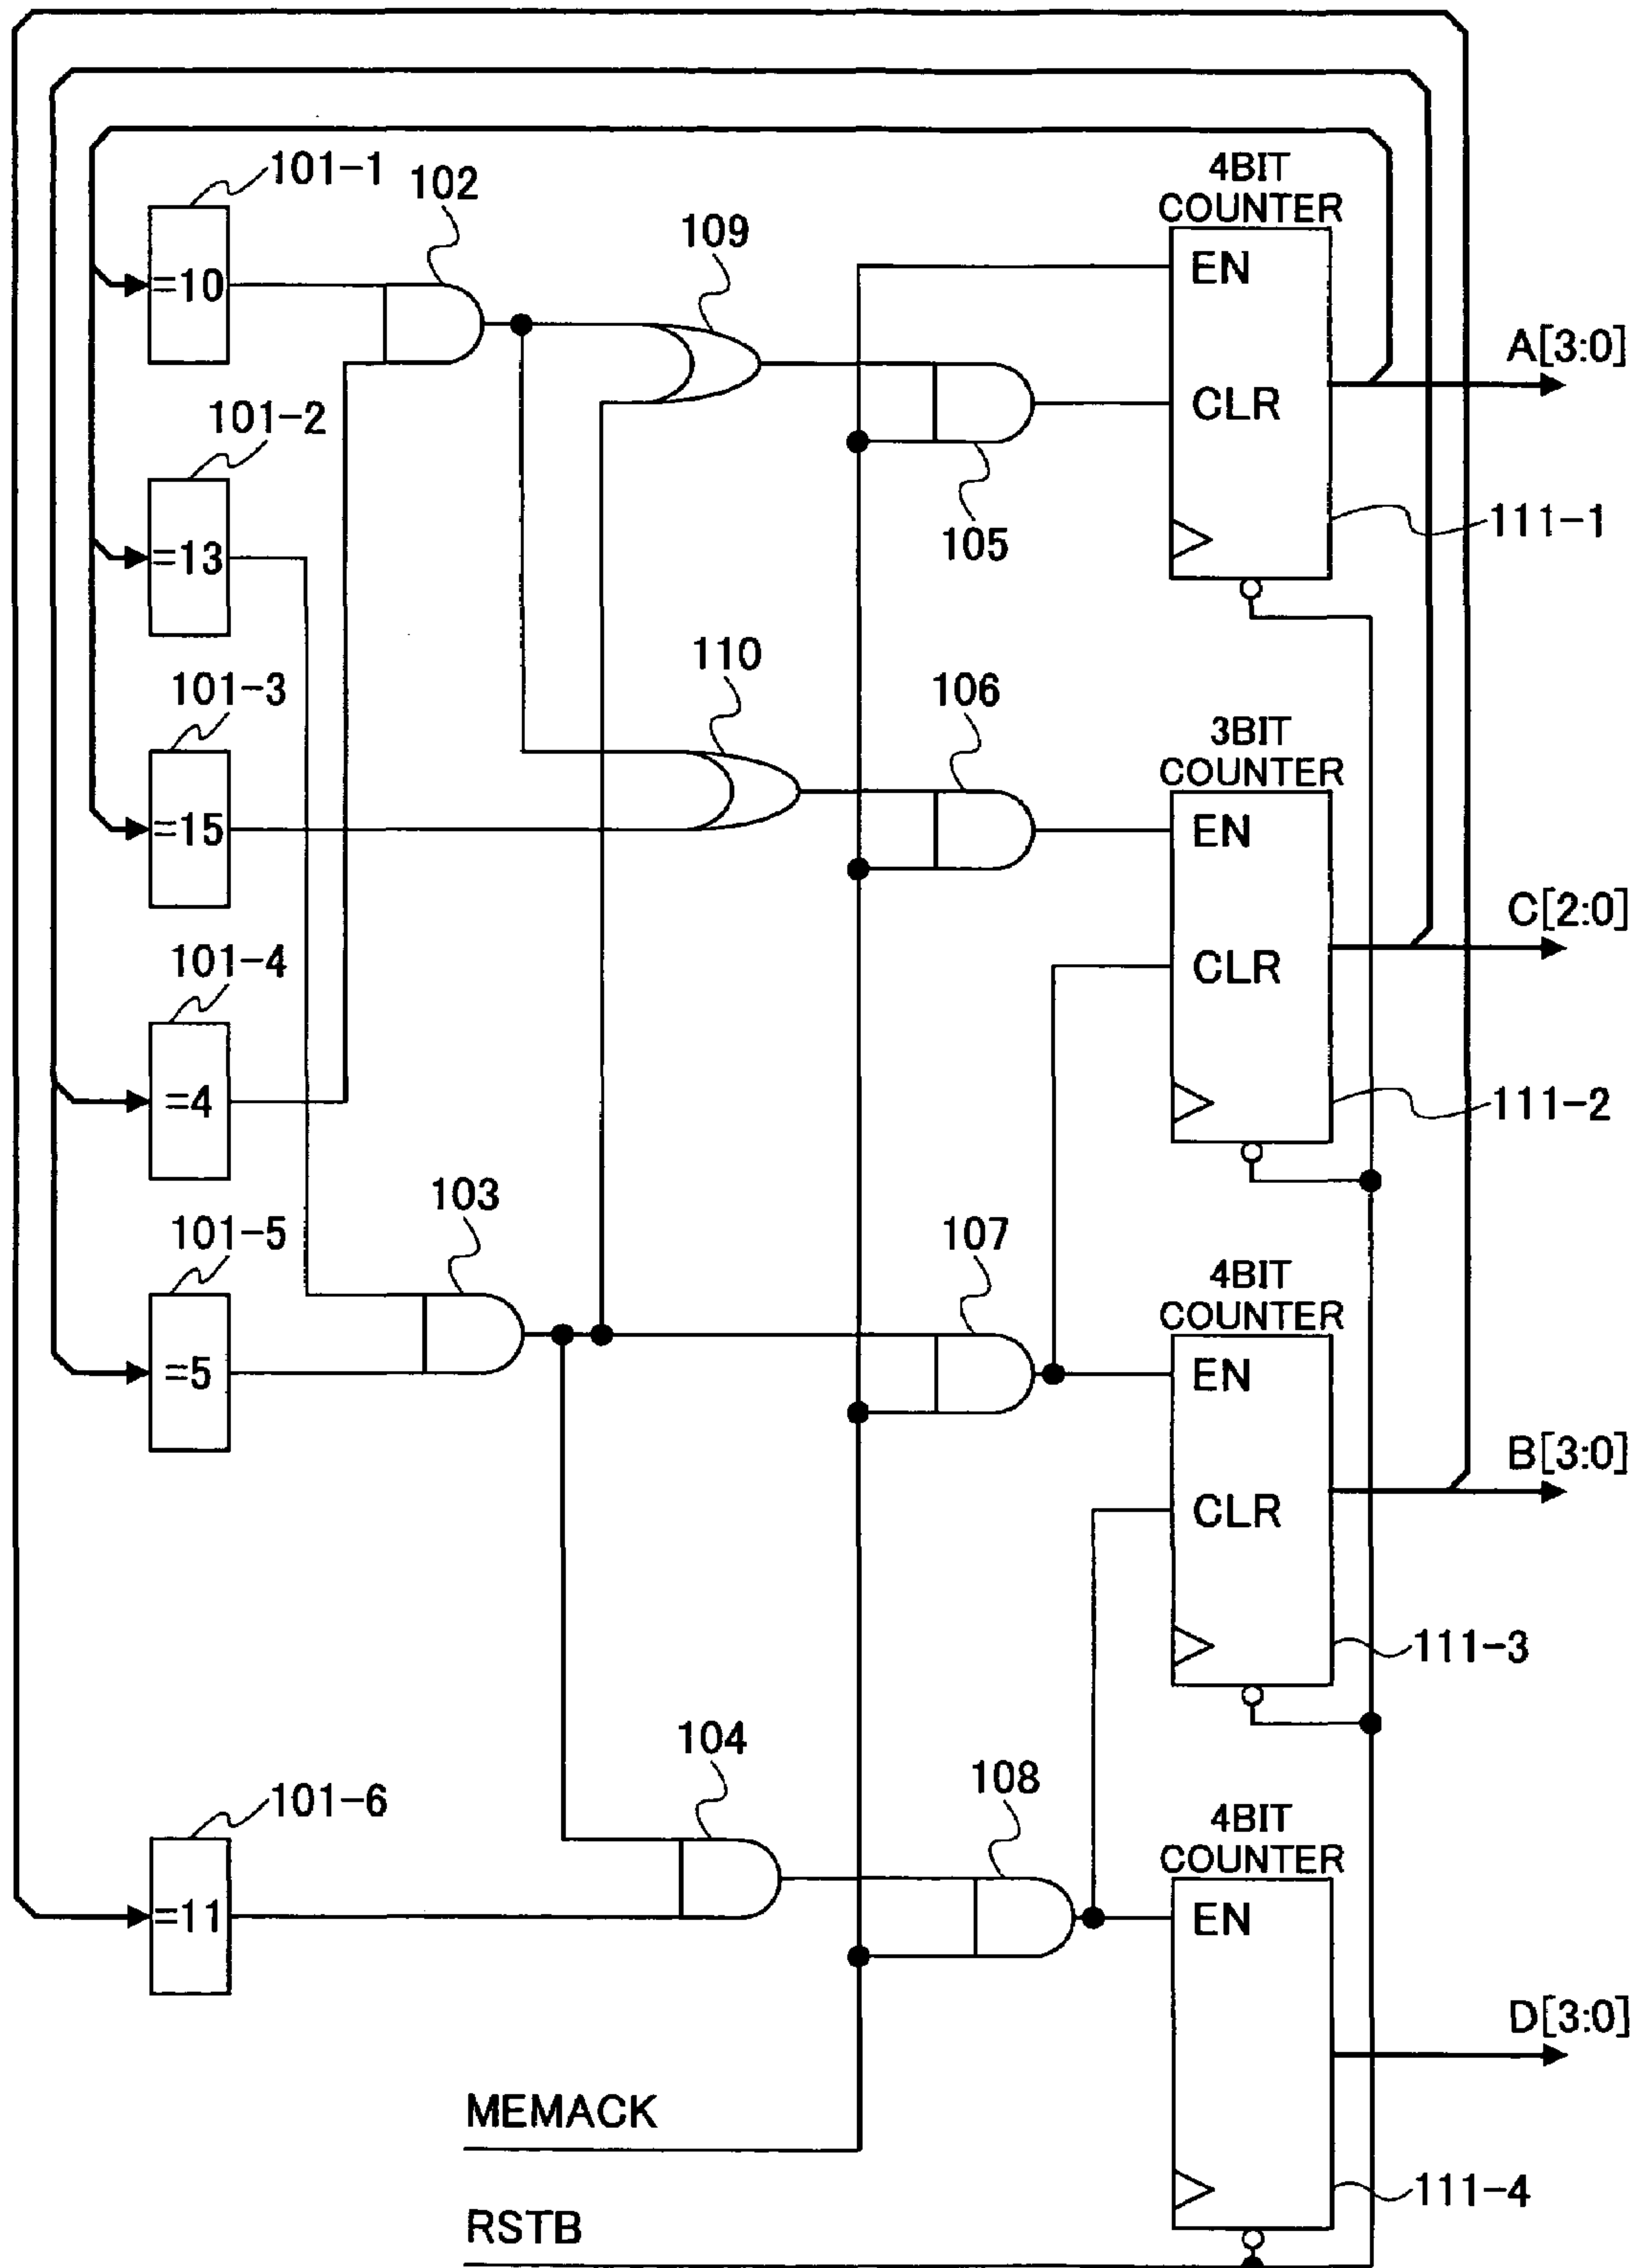 101-1
102
109
4BIT
COUNTER
=10
EN
A[3:0]
CLR
101-2
=13
105
111-1
101-3
110
106
3BIT
COUNTER
=15
EN
C[2:0]
CLR
101-4
=4
111-2
103
101-5
107
4BIT
COUNTER
=5
EN
B[3:0]
CLR
111-3
104
108
101-6
4BIT
COUNTER
=11
EN
D[3:0]
MEMACK
111-4
RSTB